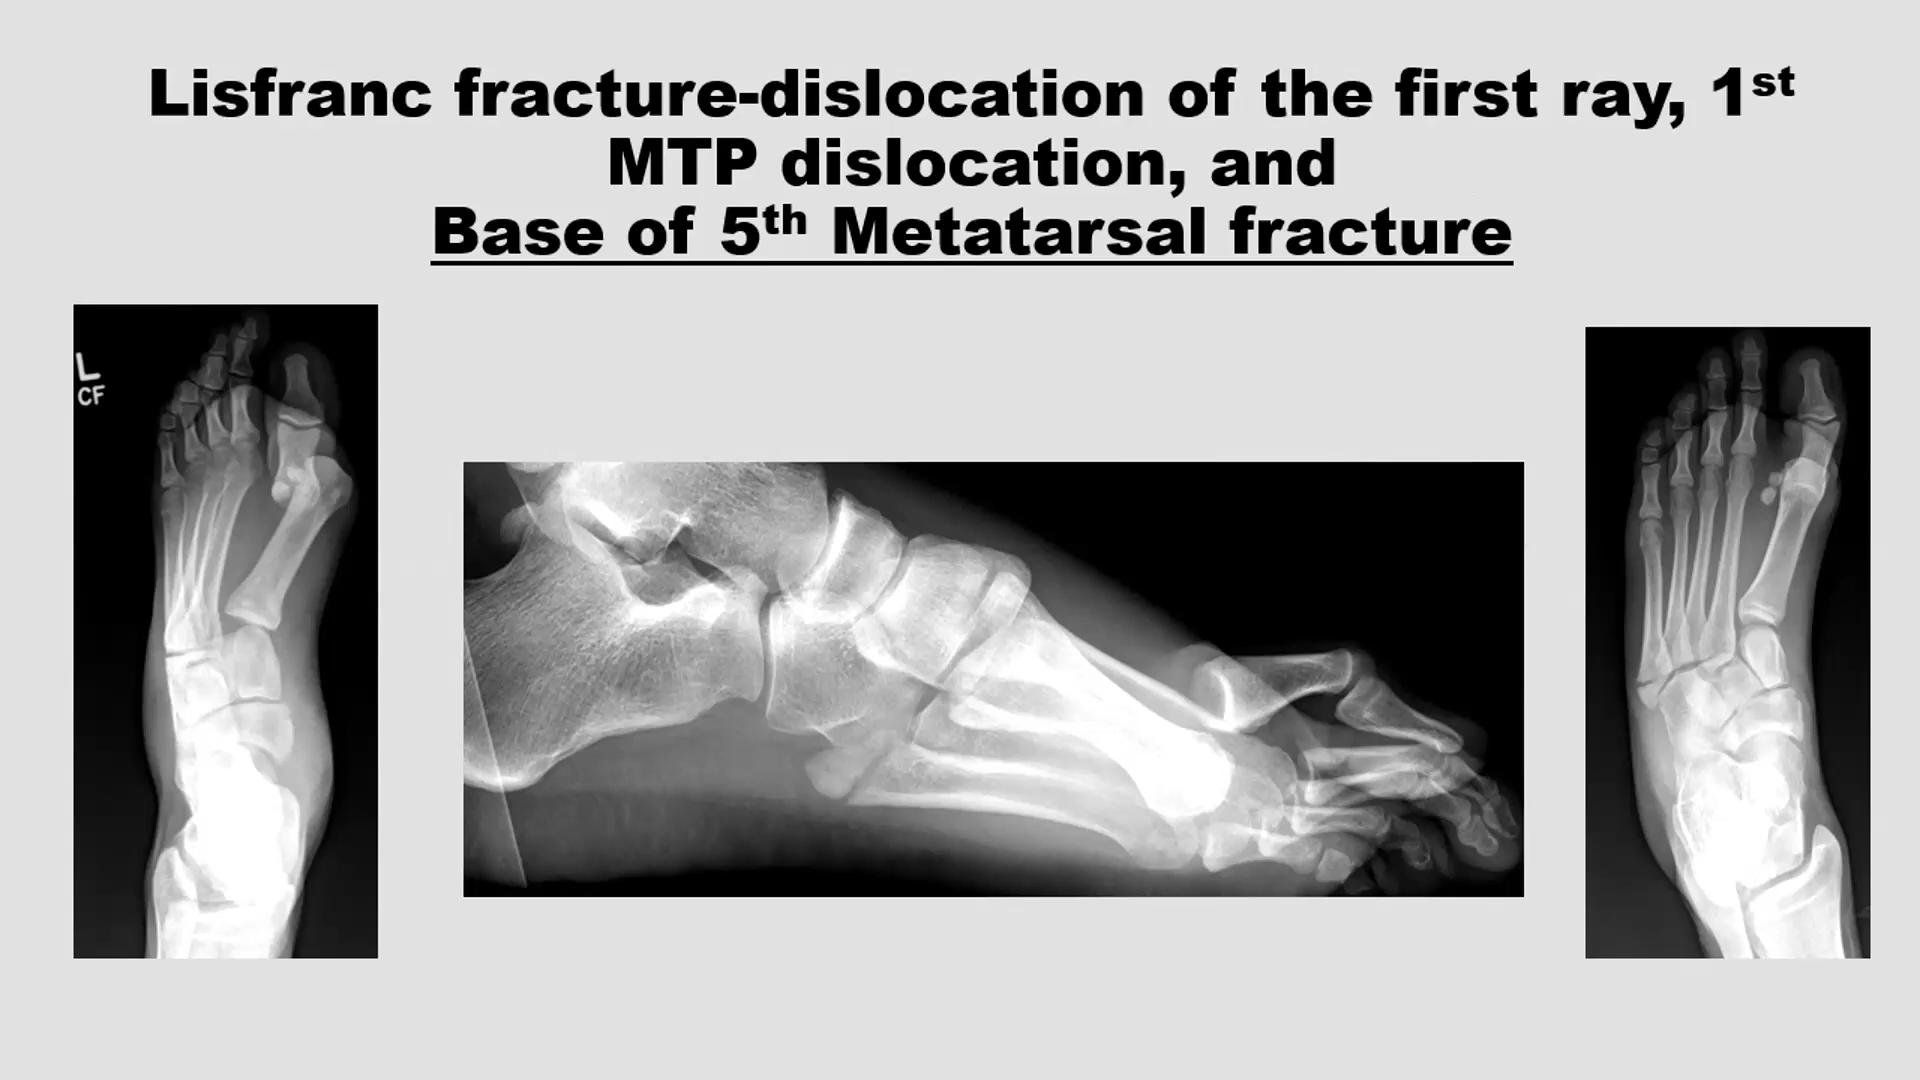 Lisfranc fracture-dislocation of the first ray, 1st
MTP dislocation, and
Base of 5th Metatarsal fracture
L
CF